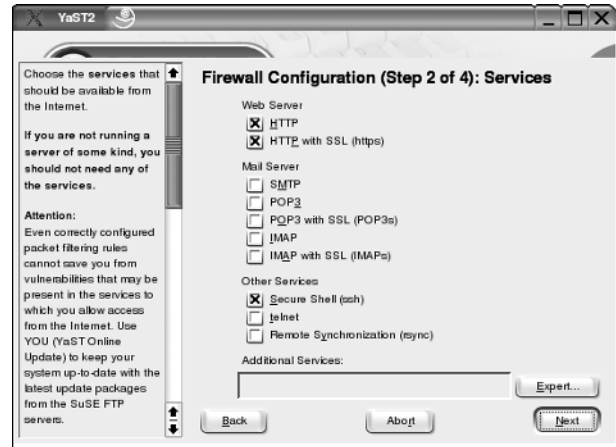 YaST2
Choose the services that
should be available from
the Internet.
If you are not running a
server of some kind, you
should not need any of
the services.
Attention:
Even correctly configured
packet filtering rules
cannot save you from
vulnerabilities that may be
present in the services to
which you allow access
from the Internet. Use
YOU (YaST Online
Update) to keep your
system up-to-date with the
latest update packages
from the SuSE FTP
servers.
Firewall Configuration (Step 2 of 4): Services
Web Server
HTTP
HTTP with SSL (https)
Mail Server
SMTP
POP3
POP3 with SSL (POP3s)
IMAP
IMAP with SSL (IMAPs)
Other Services
Secure Shell (ssh)
telnet
Remote Synchronization (rsync)
Additional Services:
Expert...
Back
Abort
Next